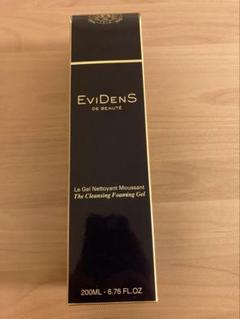 EviDenS
DE BEAUTÉ
Le Gel Nettoyant Moussant
The Cleansing Foaming Gel
200ML - 6.76 FL.OZ